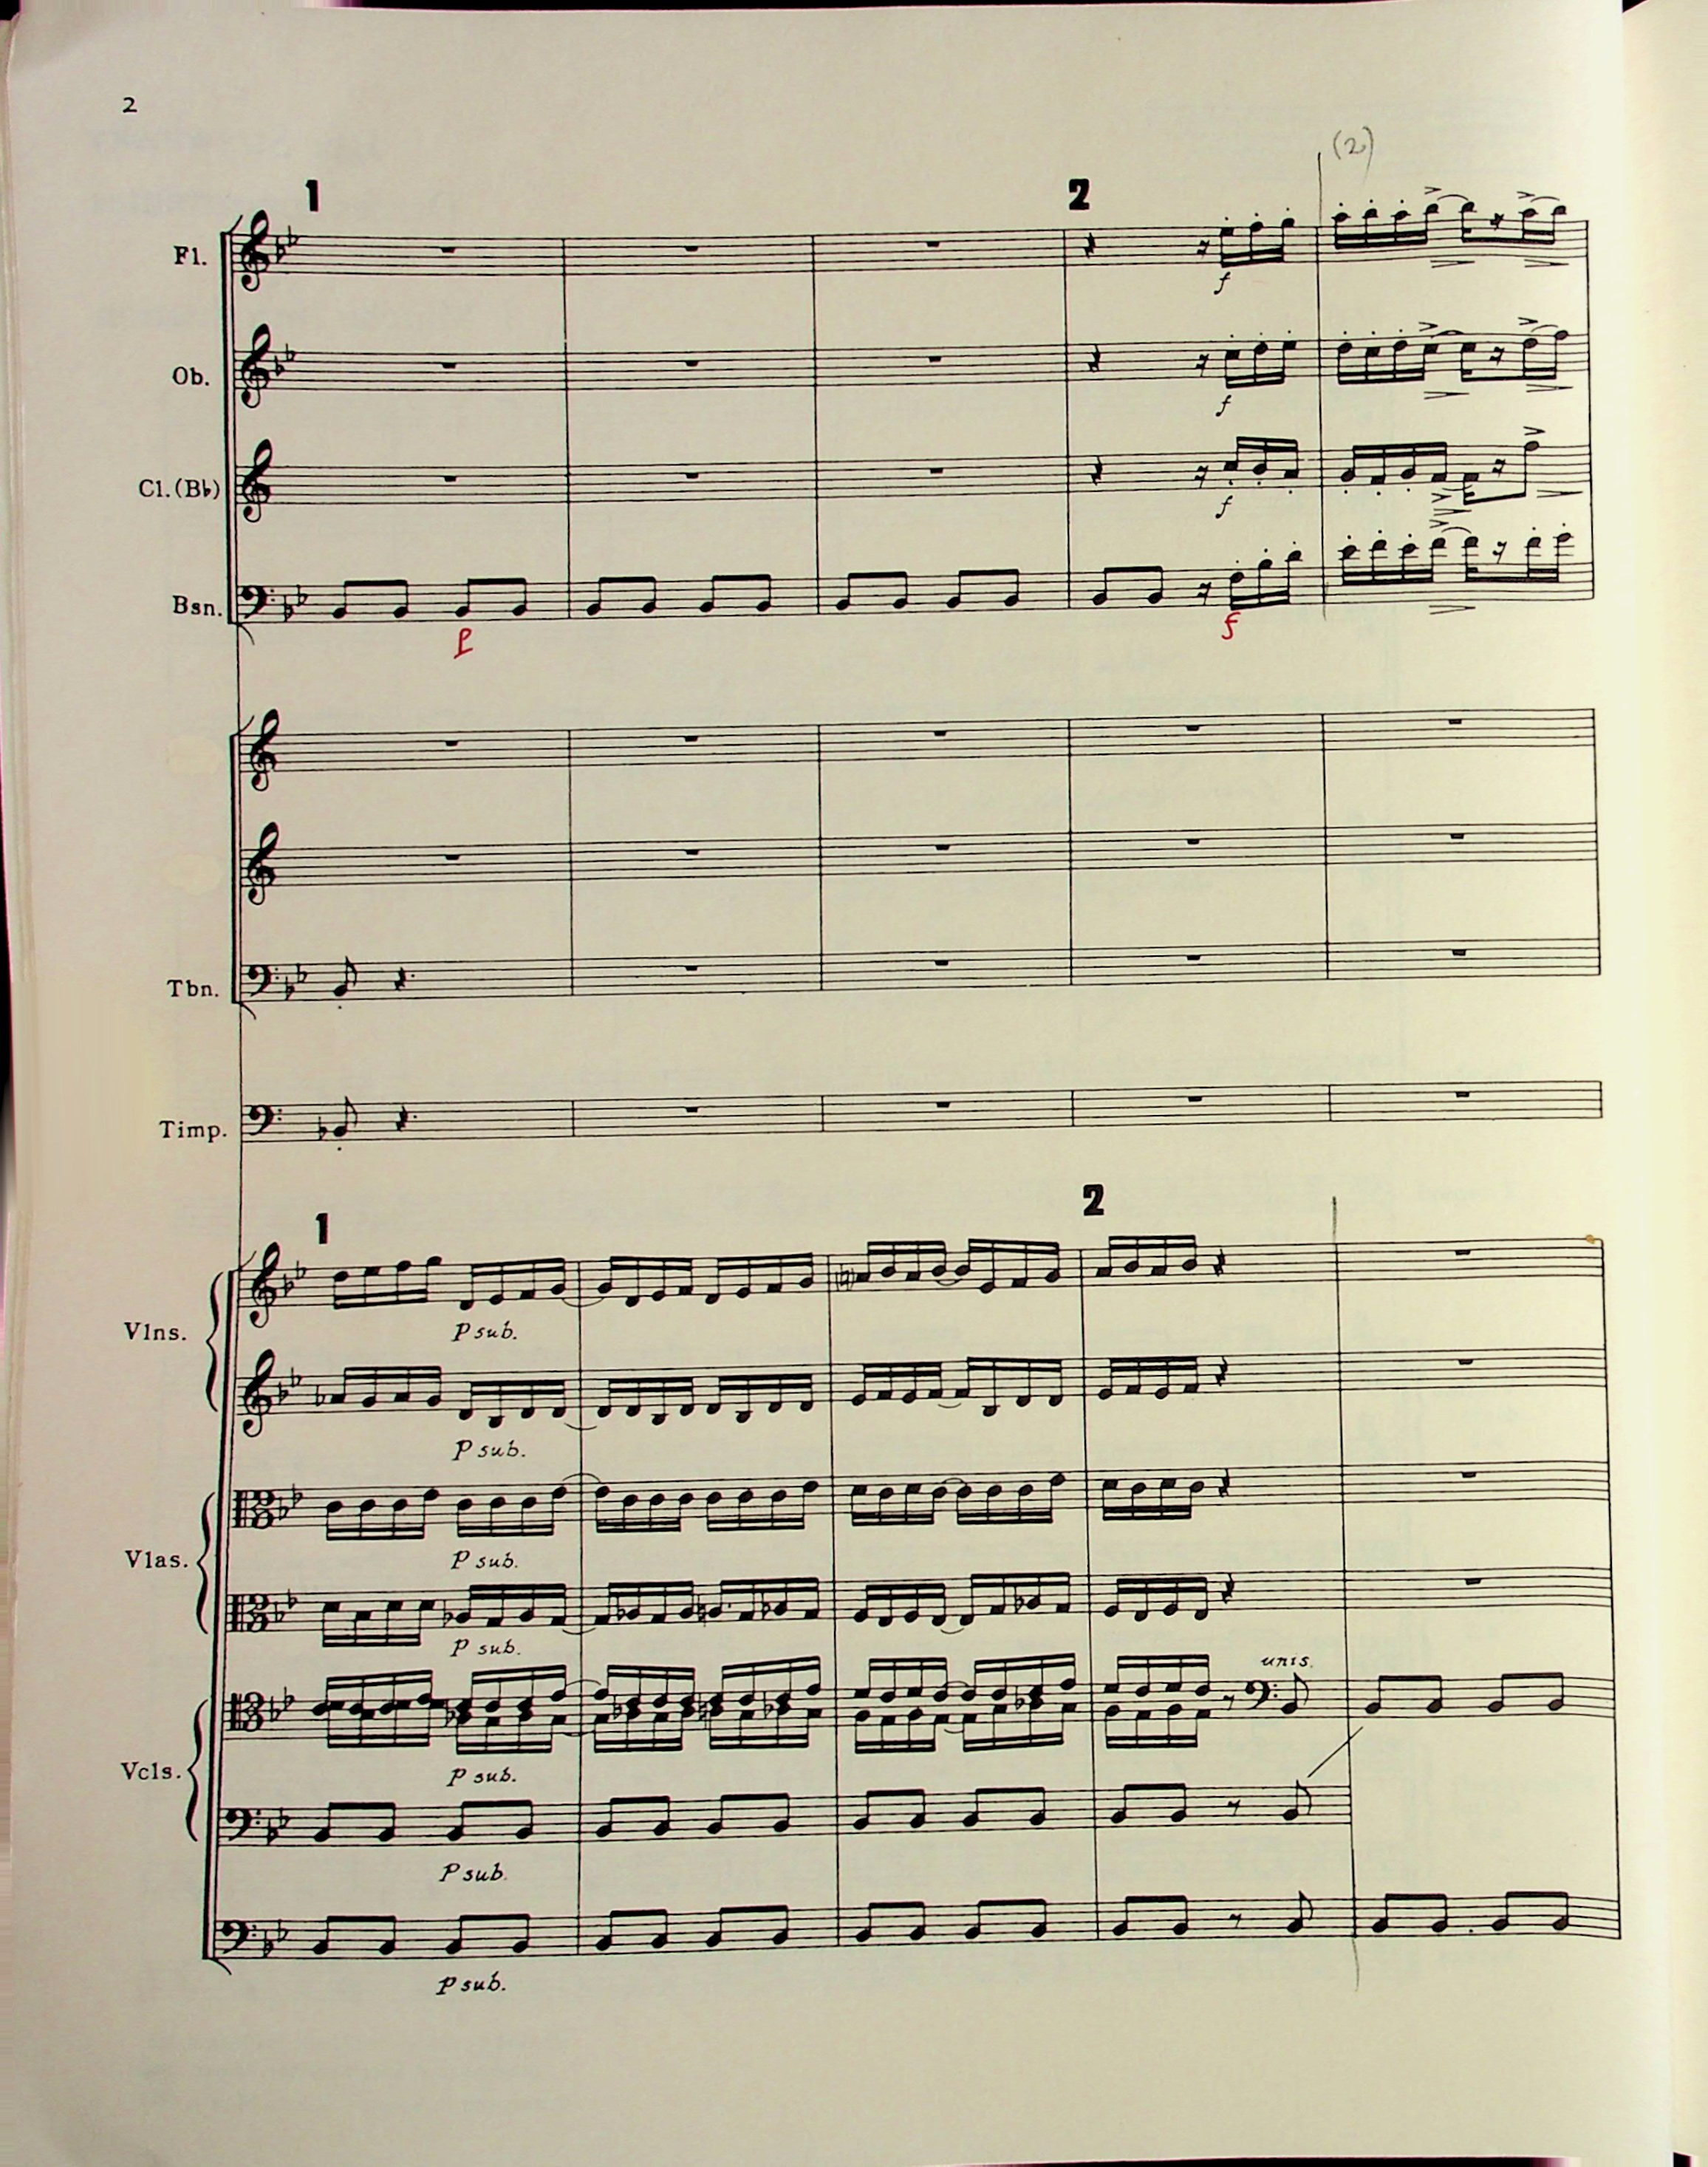 2
(2)
1 2
Fl.
f
Ob.
f
Cl.(B♭)
f
Bsn.
p f
Tbn.
Timp.
1 2
Vlns.
p sub.
p sub.
Vlas.
p sub.
p sub.
unis.
Vcls.
p sub.
p sub.
p sub.